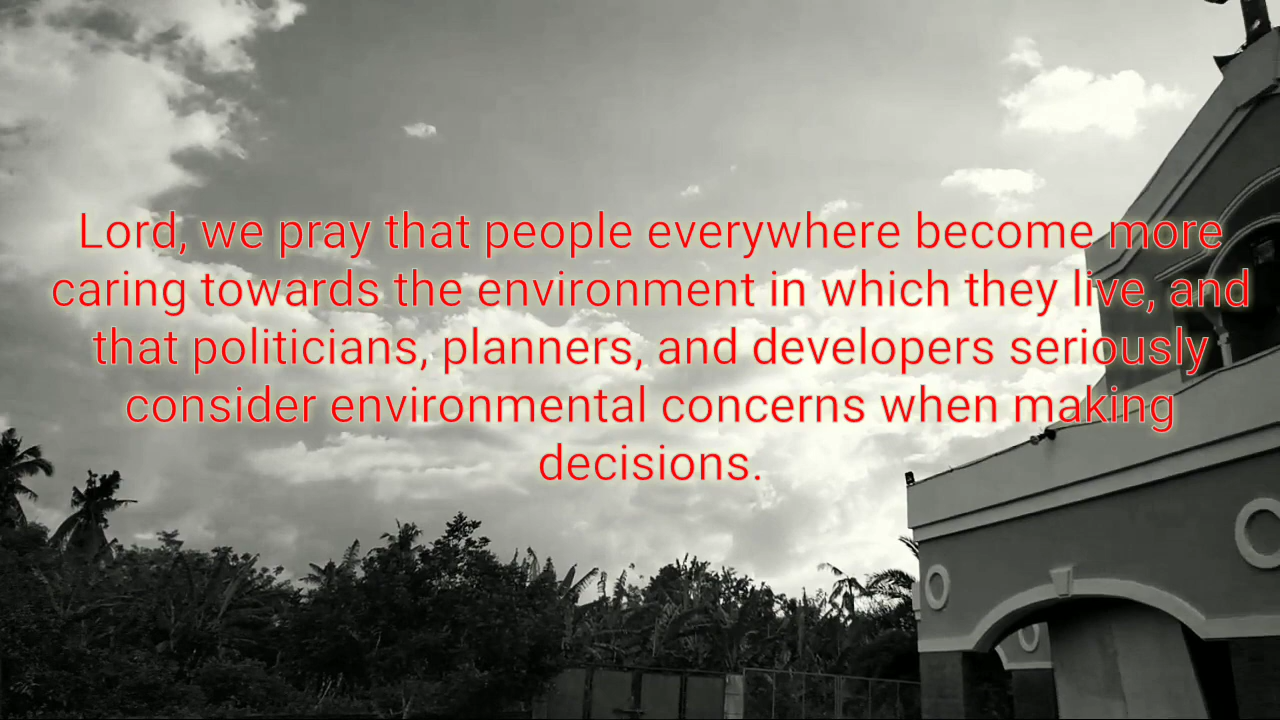 Lord, we pray that people everywhere become more
caring towards the environment in which they live, and
that politicians, planners, and developers seriously
consider environmental concerns when making
decisions.